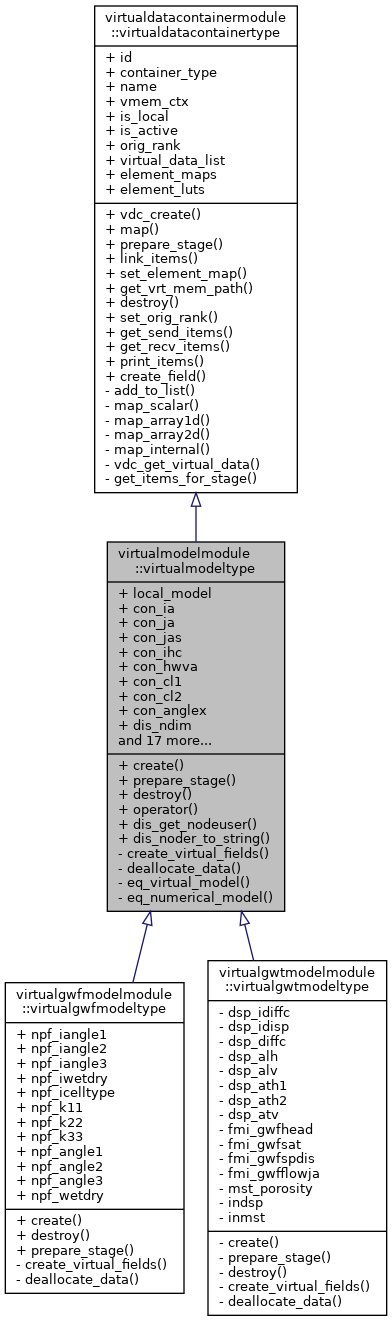 virtualdatacontainermodule
::virtualdatacontainertype
+ id
+ container_type
+ name
+ vmem_ctx
+ is_local
+ is_active
+ orig_rank
+ virtual_data_list
+ element_maps
+ element_luts
+ vdc_create()
+ map()
+ prepare_stage()
+ link_items()
+ set_element_map()
+ get_vrt_mem_path()
+ destroy()
+ set_orig_rank()
+ get_send_items()
+ get_recv_items()
+ print_items()
+ create_field()
- add_to_list()
- map_scalar()
- map_array1d()
- map_array2d()
- map_internal()
- vdc_get_virtual_data()
- get_items_for_stage()
virtualmodelmodule
::virtualmodeltype
+ local_model
+ con_ia
+ con_ja
+ con_jas
+ con_ihc
+ con_hwva
+ con_cl1
+ con_cl2
+ con_anglex
+ dis_ndim
and 17 more...
+ create()
+ prepare_stage()
+ destroy()
+ operator()
+ dis_get_nodeuser()
+ dis_noder_to_string()
- create_virtual_fields()
- deallocate_data()
- eq_virtual_model()
- eq_numerical_model()
virtualgwfmodelmodule
::virtualgwfmodeltype
+ npf_iangle1
+ npf_iangle2
+ npf_iangle3
+ npf_iwetdry
+ npf_icelltype
+ npf_k11
+ npf_k22
+ npf_k33
+ npf_angle1
+ npf_angle2
+ npf_angle3
+ npf_wetdry
+ create()
+ destroy()
+ prepare_stage()
- create_virtual_fields()
- deallocate_data()
virtualgwtmodelmodule
::virtualgwtmodeltype
- dsp_idiffc
- dsp_idisp
- dsp_diffc
- dsp_alh
- dsp_alv
- dsp_ath1
- dsp_ath2
- dsp_atv
- fmi_gwfhead
- fmi_gwfsat
- fmi_gwfspdis
- fmi_gwfflowja
- mst_porosity
- indsp
- inmst
- create()
- prepare_stage()
- destroy()
- create_virtual_fields()
- deallocate_data()